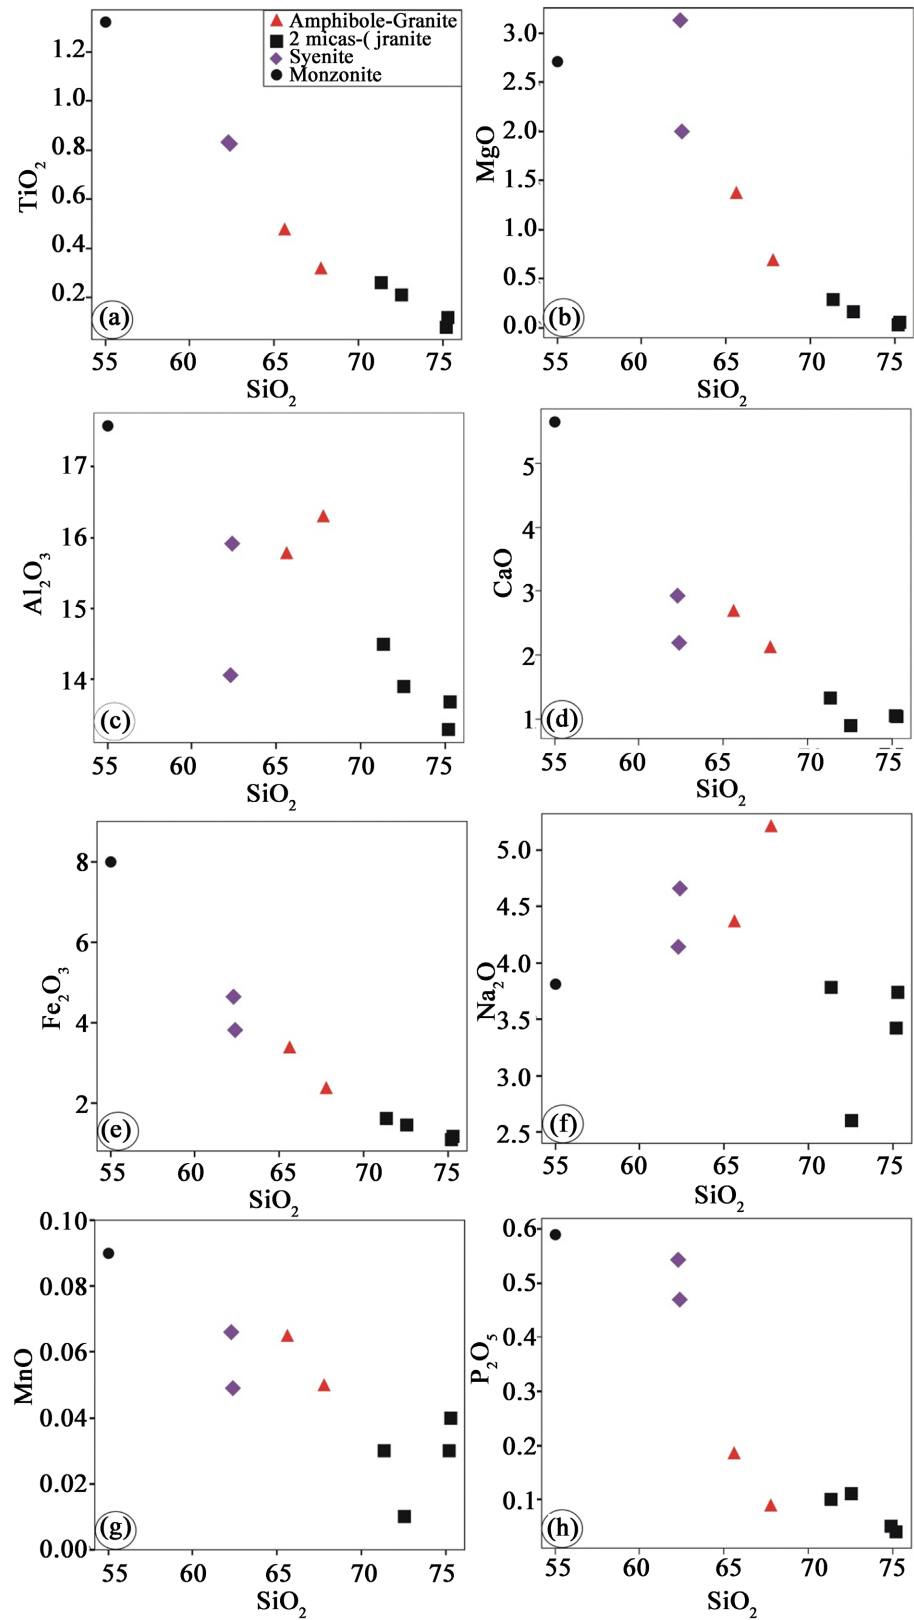 Amphibole-Granite
2 micas-( jranite
Syenite
Monzonite
1.2
1.0
0.8
0.6
0.4
0.2
TiO2
(a)
55 60 65 70 75
SiO2
3.0
2.5
2.0
1.5
1.0
0.5
0.0
MgO
(b)
55 60 65 70 75
SiO2
17
16
15
14
Al2O3
(c)
55 60 65 70 75
SiO2
5
4
3
2
1
CaO
(d)
55 60 65 70 75
SiO2
8
6
4
2
Fe2O3
(e)
55 60 65 70 75
SiO2
5.0
4.5
4.0
3.5
3.0
2.5
Na2O
(f)
55 60 65 70 75
SiO2
0.10
0.08
0.06
0.04
0.02
0.00
MnO
(g)
55 60 65 70 75
SiO2
0.6
0.5
0.4
0.3
0.2
0.1
P2O5
(h)
55 60 65 70 75
SiO2